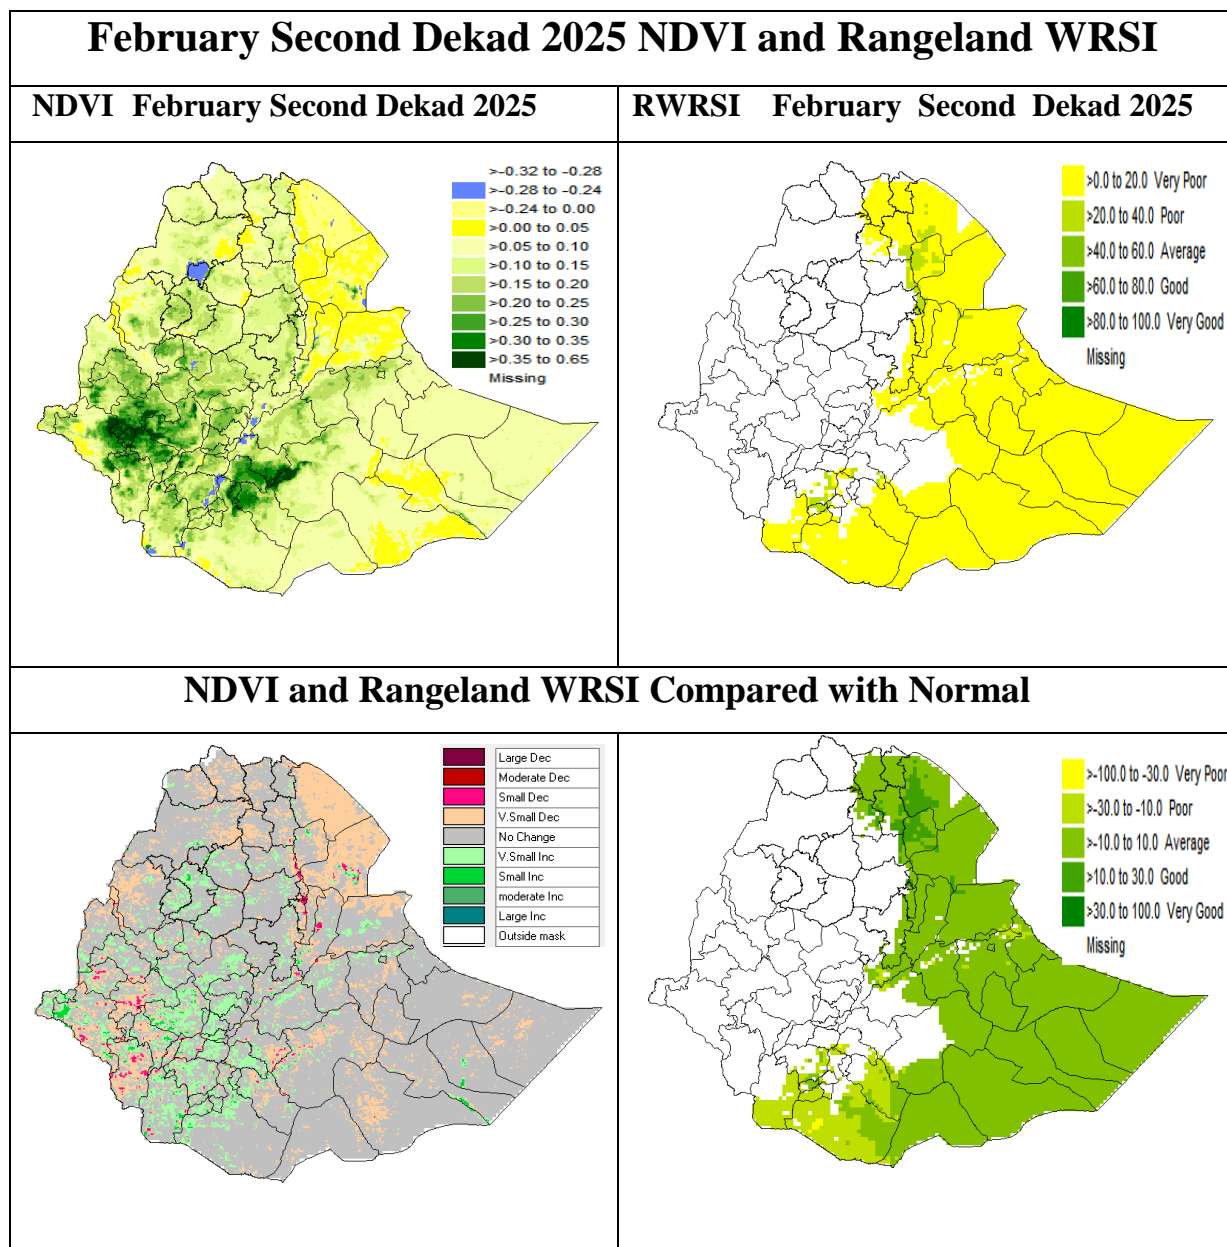 February Second Dekad 2025 NDVI and Rangeland WRSI
NDVI February Second Dekad 2025
RWRSI February Second Dekad 2025
>-0.32 to -0.28
>-0.28 to -0.24
>-0.24 to 0.00
>0.00 to 0.05
>0.05 to 0.10
>0.10 to 0.15
>0.15 to 0.20
>0.20 to 0.25
>0.25 to 0.30
>0.30 to 0.35
>0.35 to 0.65
Missing
>0.0 to 20.0 Very Poor
>20.0 to 40.0 Poor
>40.0 to 60.0 Average
>60.0 to 80.0 Good
>80.0 to 100.0 Very Good
Missing
NDVI and Rangeland WRSI Compared with Normal
Large Dec
Moderate Dec
Small Dec
V.Small Dec
No Change
V.Small Inc
Small Inc
moderate Inc
Large Inc
Outside mask
>-100.0 to -30.0 Very Poor
>-30.0 to -10.0 Poor
>-10.0 to 10.0 Average
>10.0 to 30.0 Good
>30.0 to 100.0 Very Good
Missing